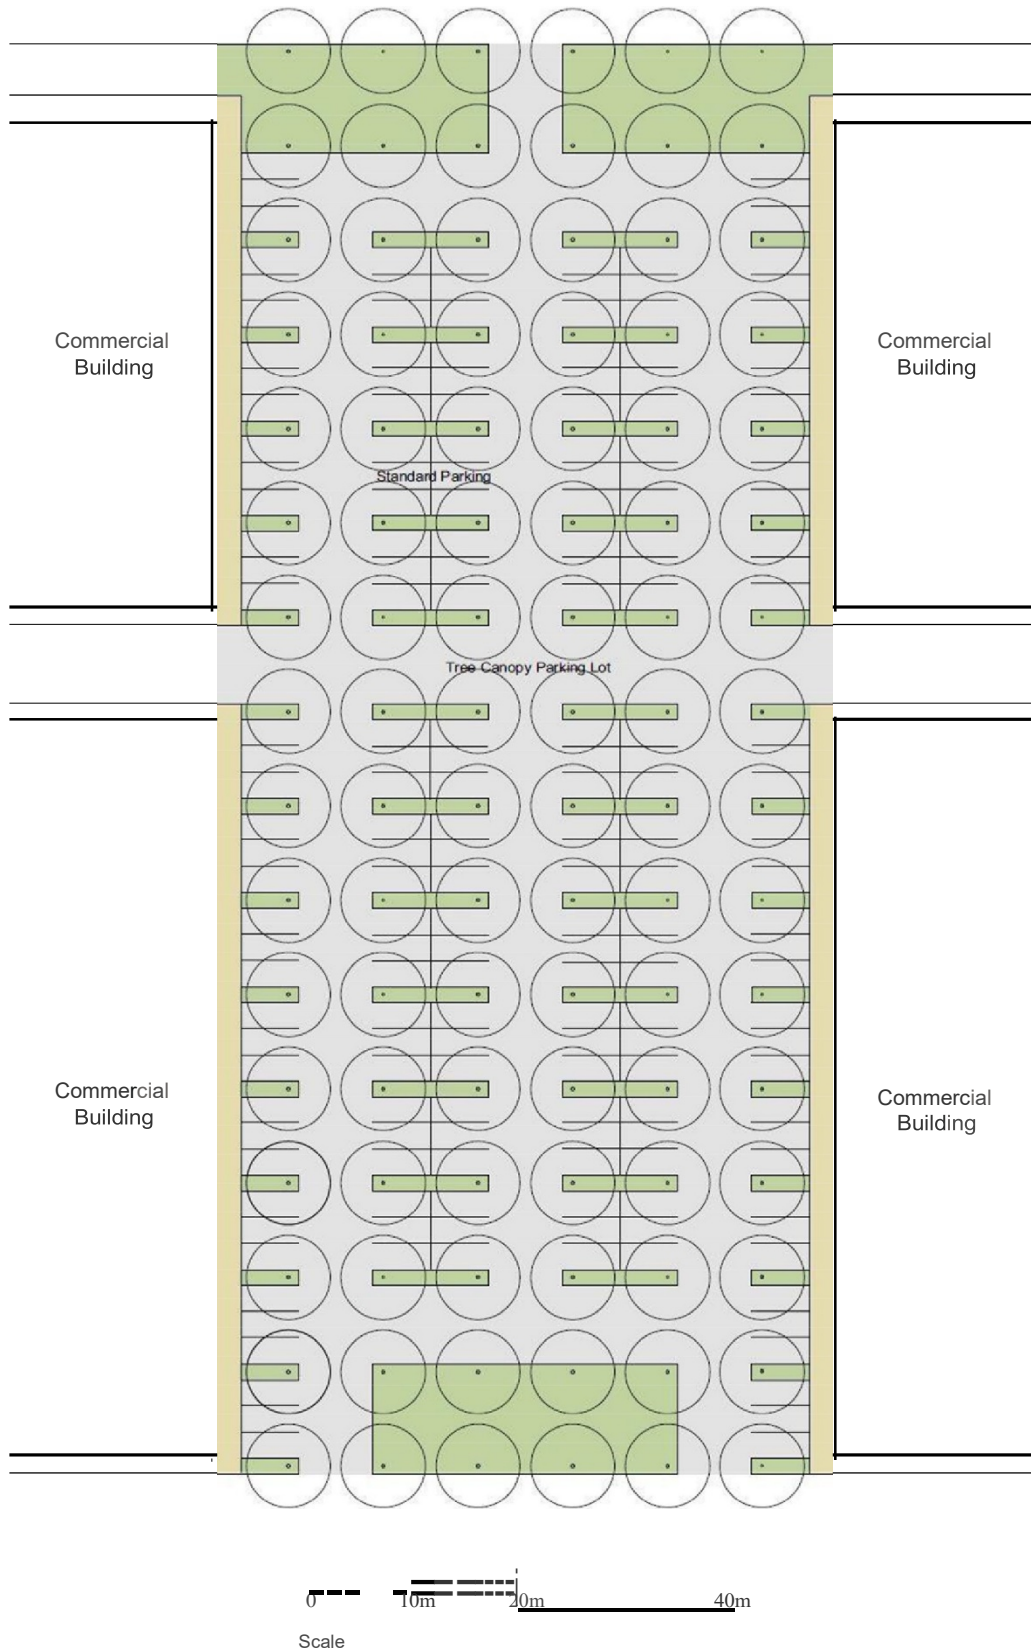 Commercial
Building
Commercial
Building
Standard Parking
Tree Canopy Parking Lot
Commercial
Building
Commercial
Building
0 10m 20m 40m
Scale